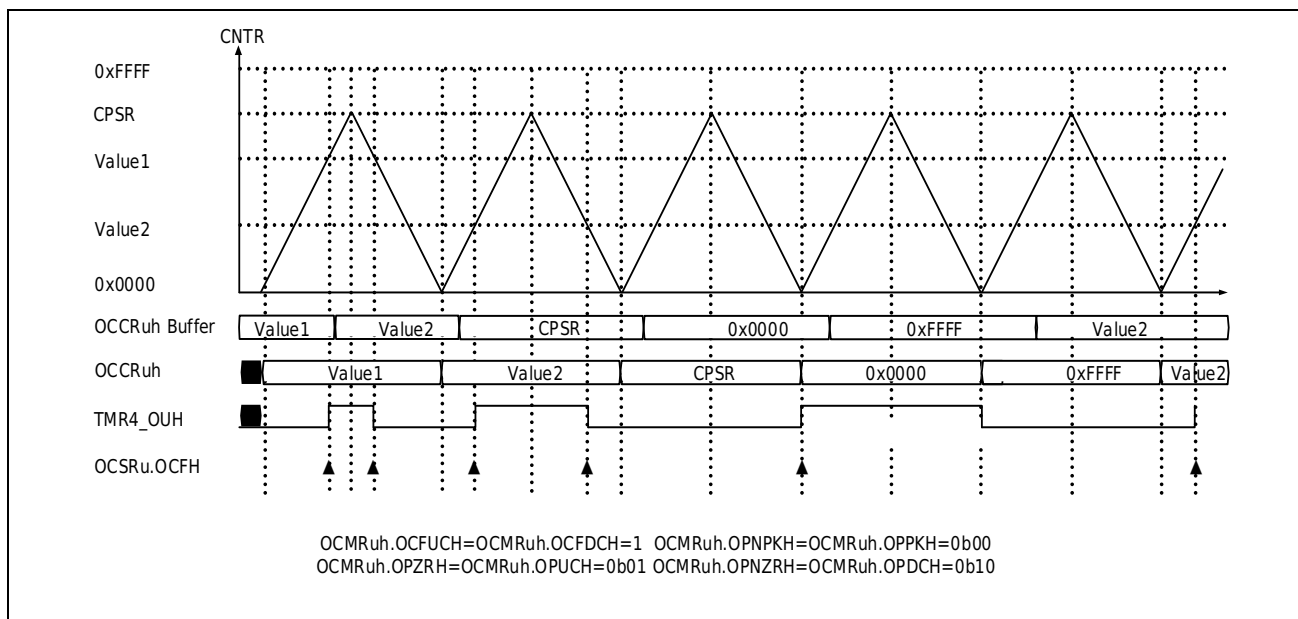 CNTR
0xFFFF
CPSR
Value1
Value2
0x0000
OCCRuh Buffer Value1 Value2 CPSR 0x0000 0xFFFF Value2
OCCRuh Value1 Value2 CPSR 0x0000 0xFFFF Value2
TMR4_OUH
OCSRu.OCFH
OCMRuh.OCFUCH=OCMRuh.OCFDCH=1 OCMRuh.OPNPKH=OCMRuh.OPPKH=0b00
OCMRuh.OPZRH=OCMRuh.OPUCH=0b01 OCMRuh.OPNZRH=OCMRuh.OPDCH=0b10